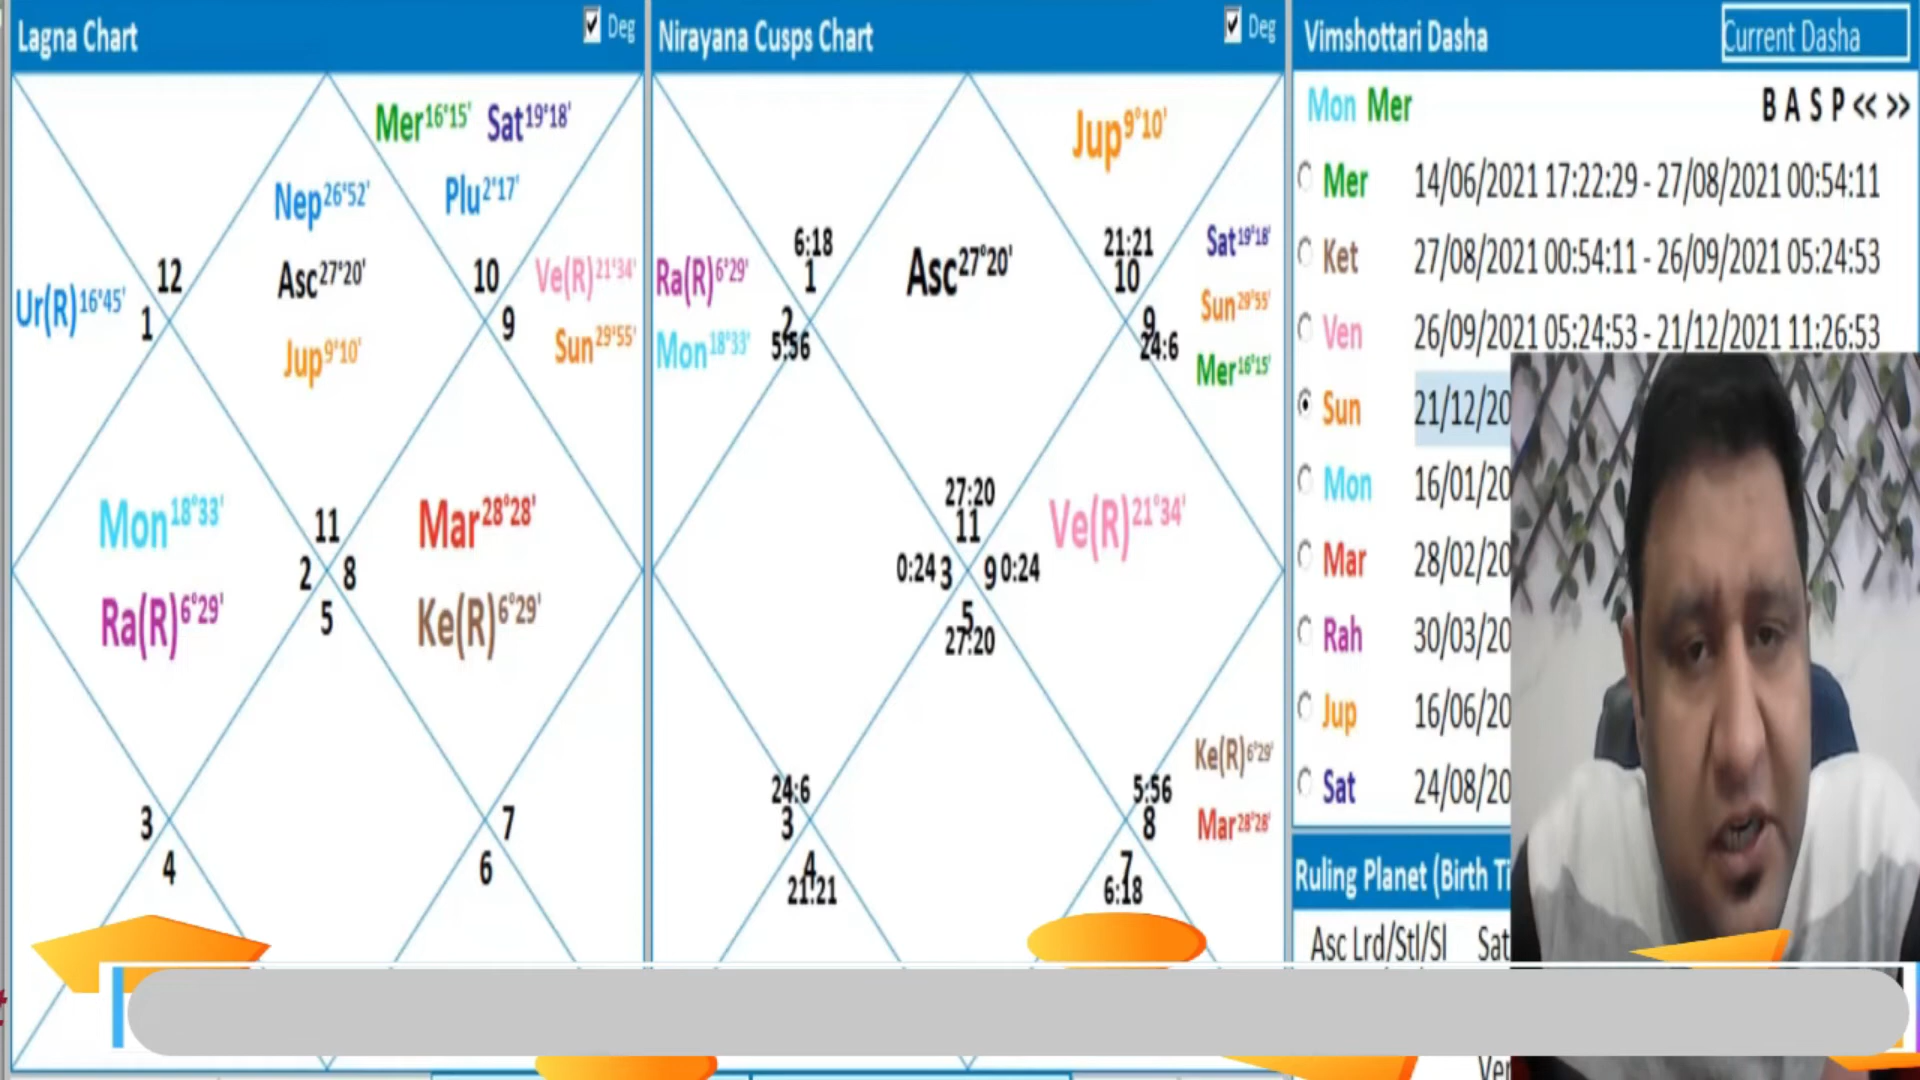 Lagna Chart
Deg
Mer16°15' Sat19°18'
Nep26°52'
Plu2°17'
12
Asc27°20'
10
Ve(R)21°34'
Ur(R)16°45'
1
9
Sun29°55'
Jup9°10'
Mon18°33'
11
Mar28°28'
2
8
Ra(R)6°29'
5
Ke(R)6°29'
3
7
4
6
Nirayana Cusps Chart
Deg
Jup9°10'
6:18
21:21
Sat19°18'
Ra(R)6°29'
1
Asc27°20'
10
Sun29°55'
2
9
Mon18°33'
5:56
24:6
Mer16°15'
27:20
11
Ve(R)21°34'
0:24 3
9 0:24
5
27:20
Ke(R)6°29'
24:6
5:56
3
8
Mar28°28'
4
7
21:21
6:18
Vimshottari Dasha
Current Dasha
Mon Mer
B A S P << >>
Mer 14/06/2021 17:22:29 - 27/08/2021 00:54:11
Ket 27/08/2021 00:54:11 - 26/09/2021 05:24:53
Ven 26/09/2021 05:24:53 - 21/12/2021 11:26:53
Sun 21/12/20
Mon 16/01/20
Mar 28/02/20
Rah 30/03/20
Jup 16/06/20
Sat 24/08/20
Ruling Planet (Birth Ti
Asc Lrd/Stl/Sl Sat
Ver